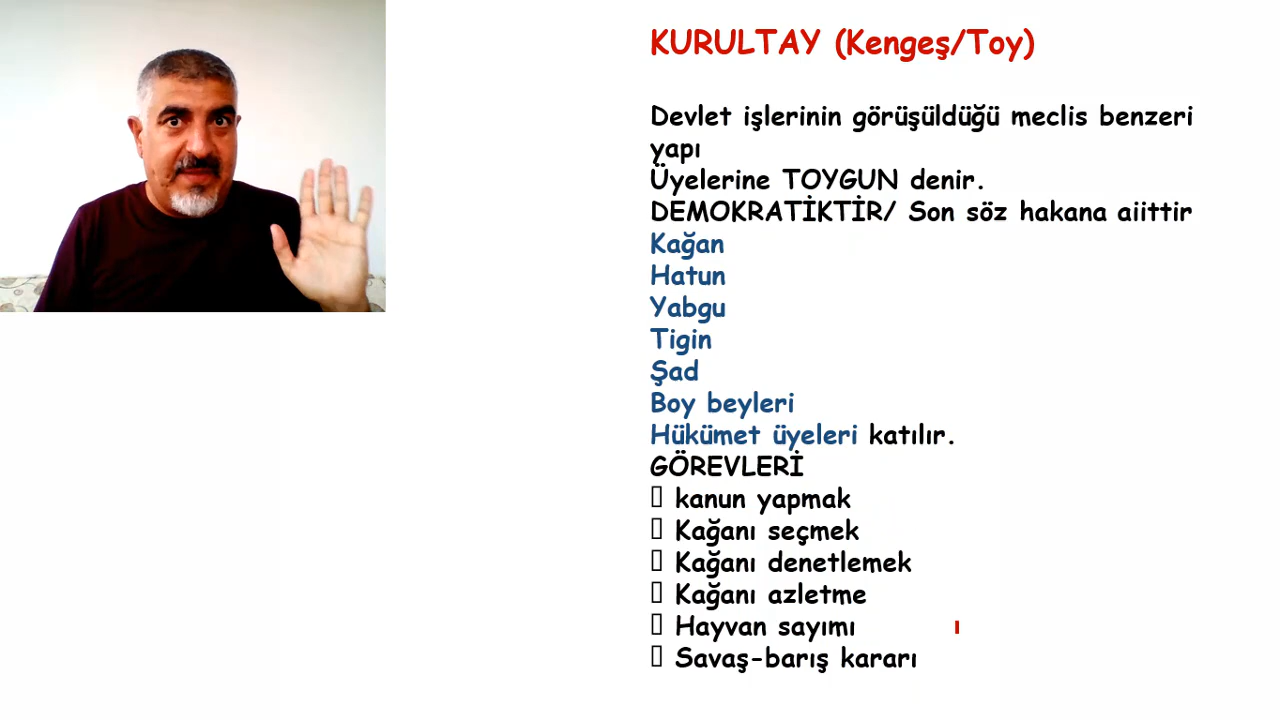 KURULTAY (Kengeş/Toy)
Devlet işlerinin görüşüldüğü meclis benzeri
yapı
Üyelerine TOYGUN denir.
DEMOKRATİKTİR/ Son söz hakana aiittir
Kağan
Hatun
Yabgu
Tigin
Şad
Boy beyleri
Hükümet üyeleri katılır.
GÖREVLERİ
kanun yapmak
Kağanı seçmek
Kağanı denetlemek
Kağanı azletme
Hayvan sayımı
Savaş-barış kararı